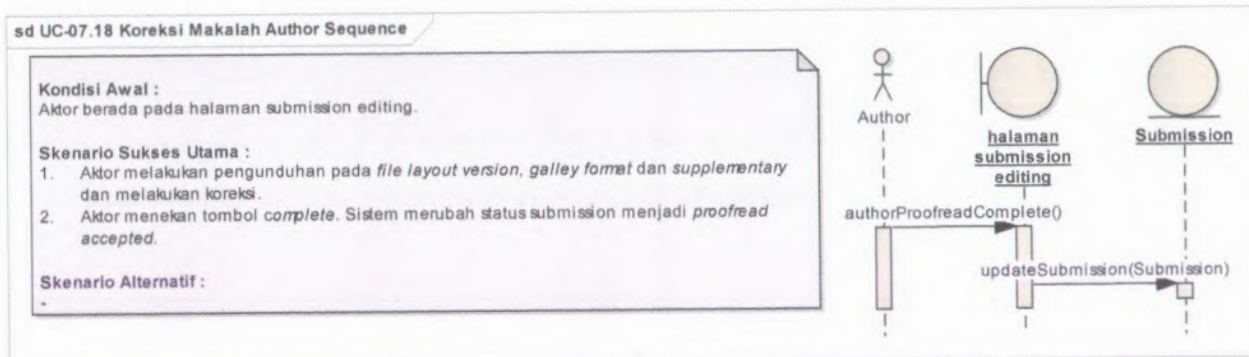 sd UC-07.18 Koreksi Makalah Author Sequence
Kondisi Awal :
Aktor berada pada halaman submission editing.
Skenario Sukses Utama :
1. Aktor melakukan pengunduhan pada file layout version, galley format dan supplementary
dan melakukan koreksi.
2. Aktor menekan tombol complete. Sistem merubah status submission menjadi proofread
accepted.
Skenario Alternatif :
-
Author
halaman
submission
editing
Submission
authorProofreadComplete()
updateSubmission(Submission)